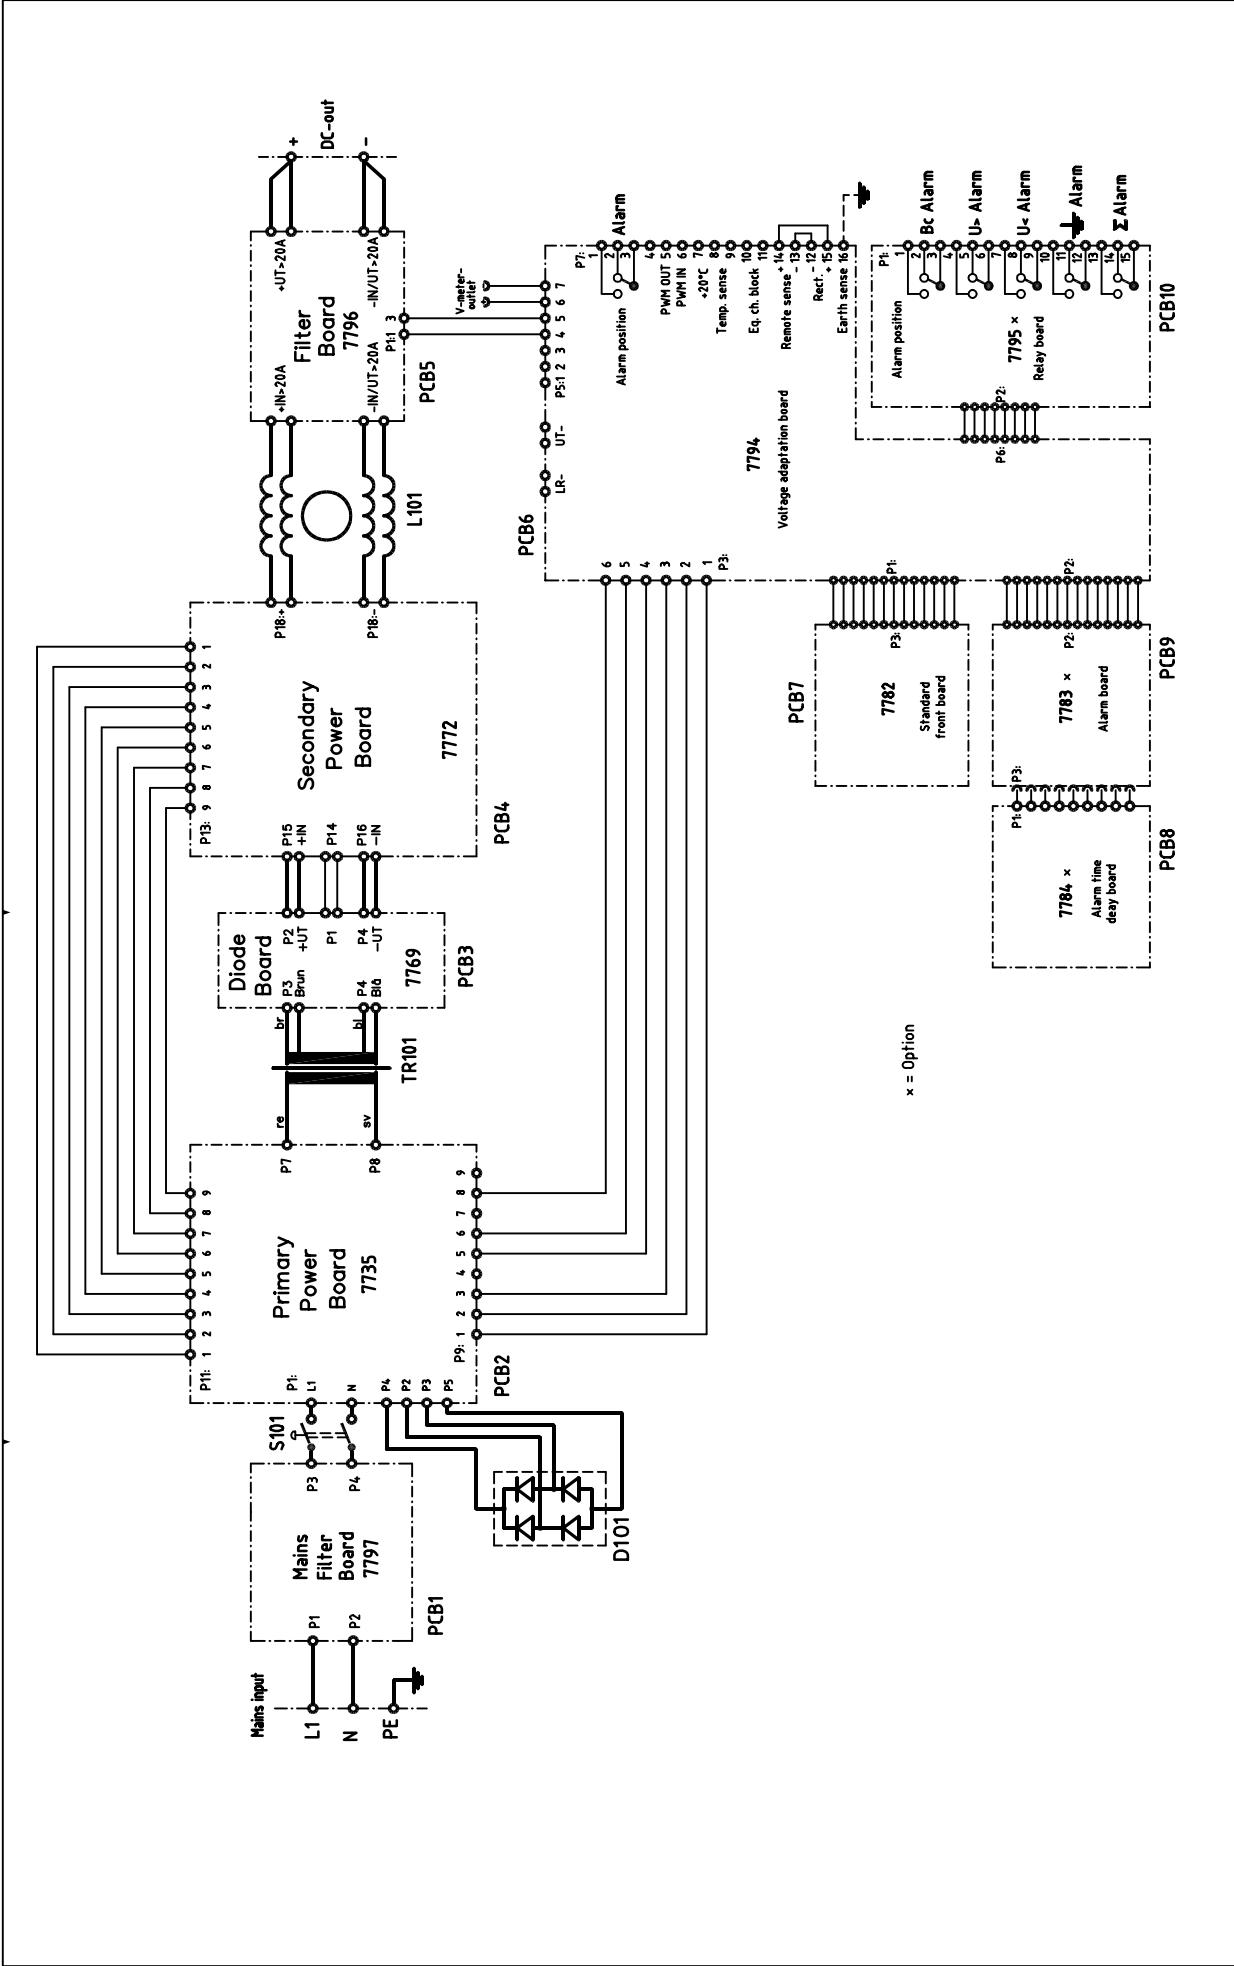 Mains input
L1
N
PE
P1
P2
Mains
Filter
Board
7797
PCB1
P3
P4
S101
D101
P1:
L1
N
P4
P2
P3
P5
P11:
1
2
3
4
5
6
7
8
9
Primary
Power
Board
7735
PCB2
P9:
1
2
3
4
5
6
7
8
9
P7
P8
re
sv
TR101
br
bl
P3
Brun
P4
Blå
Diode
Board
7769
PCB3
P2
+UT
P1
P4
-UT
P15
+IN
P14
P16
-IN
P13:
9
8
7
6
5
4
3
2
1
Secondary
Power
Board
7772
PCB4
P18:+
P18:-
L101
+IN>20A
-IN/UT>20A
Filter
Board
7796
+UT>20A
-IN/UT>20A
P1:1
3
PCB5
+
DC-out
-
V-meter-
outlet
PCB6
LR-
UT-
P5:1
2
3
4
5
6
7
6
5
4
3
2
1
P3:
7794
Voltage adaptation board
P7:
1
2
3
Alarm
Alarm position
4
PWM OUT 5
PWM IN 6
+20°C 7
Temp. sense 8
9
Eq. ch. block 10
11
Remote sense + 14
- 13
Rect. - 12
+ 15
Earth sense 16
P1:
P3:
7782
Standard
front board
PCB7
P2:
P2:
7783 ×
Alarm board
PCB9
P3:
P1:
7784 ×
Alarm time
deay board
PCB8
P6:
P2:
7795 ×
Relay board
Alarm position
P1:
1
2
3
4
5
6
7
8
9
10
11
12
13
14
15
Bc Alarm
U> Alarm
U< Alarm
Alarm
Σ Alarm
PCB10
× = Option